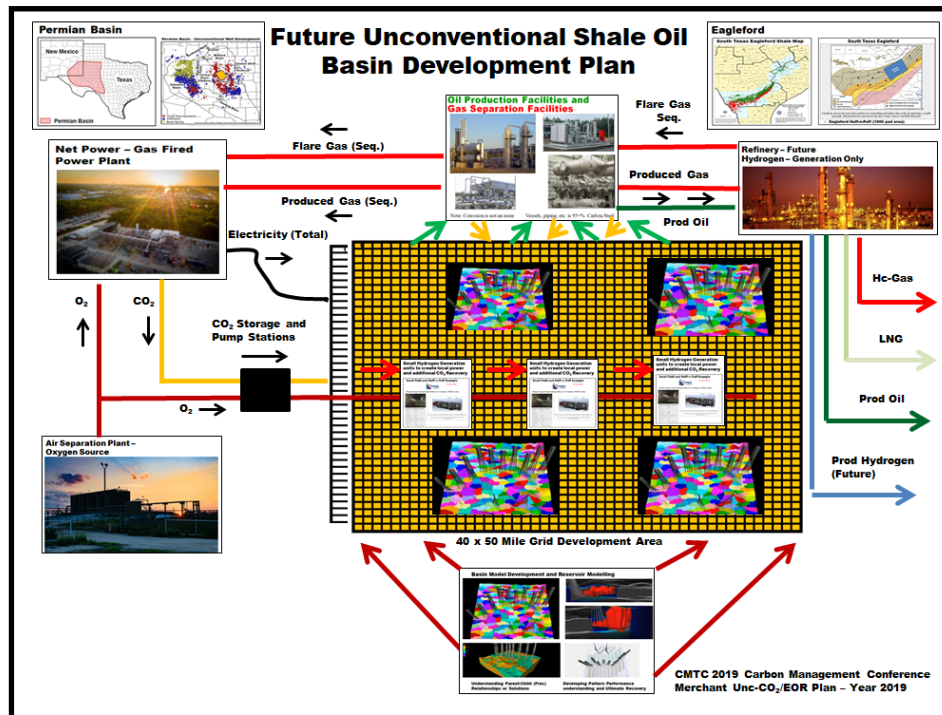 Permian Basin
New Mexico
Texas
Permian Basin
Permian Basin – Unconventional Well Development
Future Unconventional Shale Oil
Basin Development Plan
Eagleford
South Texas Eagleford Shale Map
South Texas Eagleford
Eagleford Huff-n-Puff (1000 pad area)
Oil Production Facilities and
Gas Separation Facilities
Note: Corrosion is not an issue
Vessels, piping, etc. is 95+% Carbon Steel
Flare Gas
Seq.
Flare Gas (Seq.)
Net Power – Gas Fired
Power Plant
Refinery – Future
Hydrogen – Generation Only
Produced Gas
Produced Gas (Seq.)
Prod Oil
Electricity (Total)
Hc-Gas
O₂
CO₂
CO₂ Storage and
Pump Stations
LNG
Small Hydrogen Generation
units to create local power
and additional CO₂ Recovery
Small Hydrogen Generation
units to create local power
and additional CO₂ Recovery
Small Hydrogen Generation
units to create local power
and additional CO₂ Recovery
O₂
Prod Oil
Air Separation Plant –
Oxygen Source
Prod Hydrogen
(Future)
40 x 50 Mile Grid Development Area
Basin Model Development and Reservoir Modelling
Understanding Parent-Child (Frac)
Relationships or Solutions
Developing Pattern Performance
understanding and Ultimate Recovery
CMTC 2019 Carbon Management Conference
Merchant Unc-CO₂/EOR Plan – Year 2019